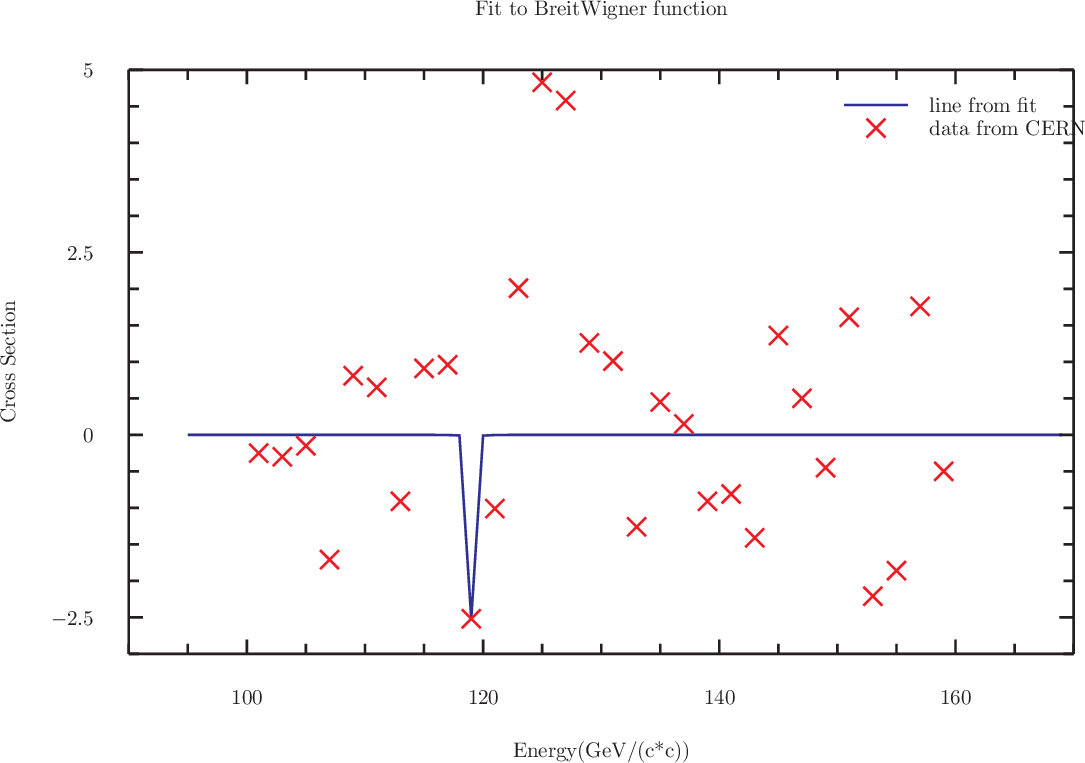 Fit to BreitWigner function
5
2.5
0
−2.5
Cross Section
line from fit
data from CERN
100 120 140 160
Energy(GeV/(c*c))